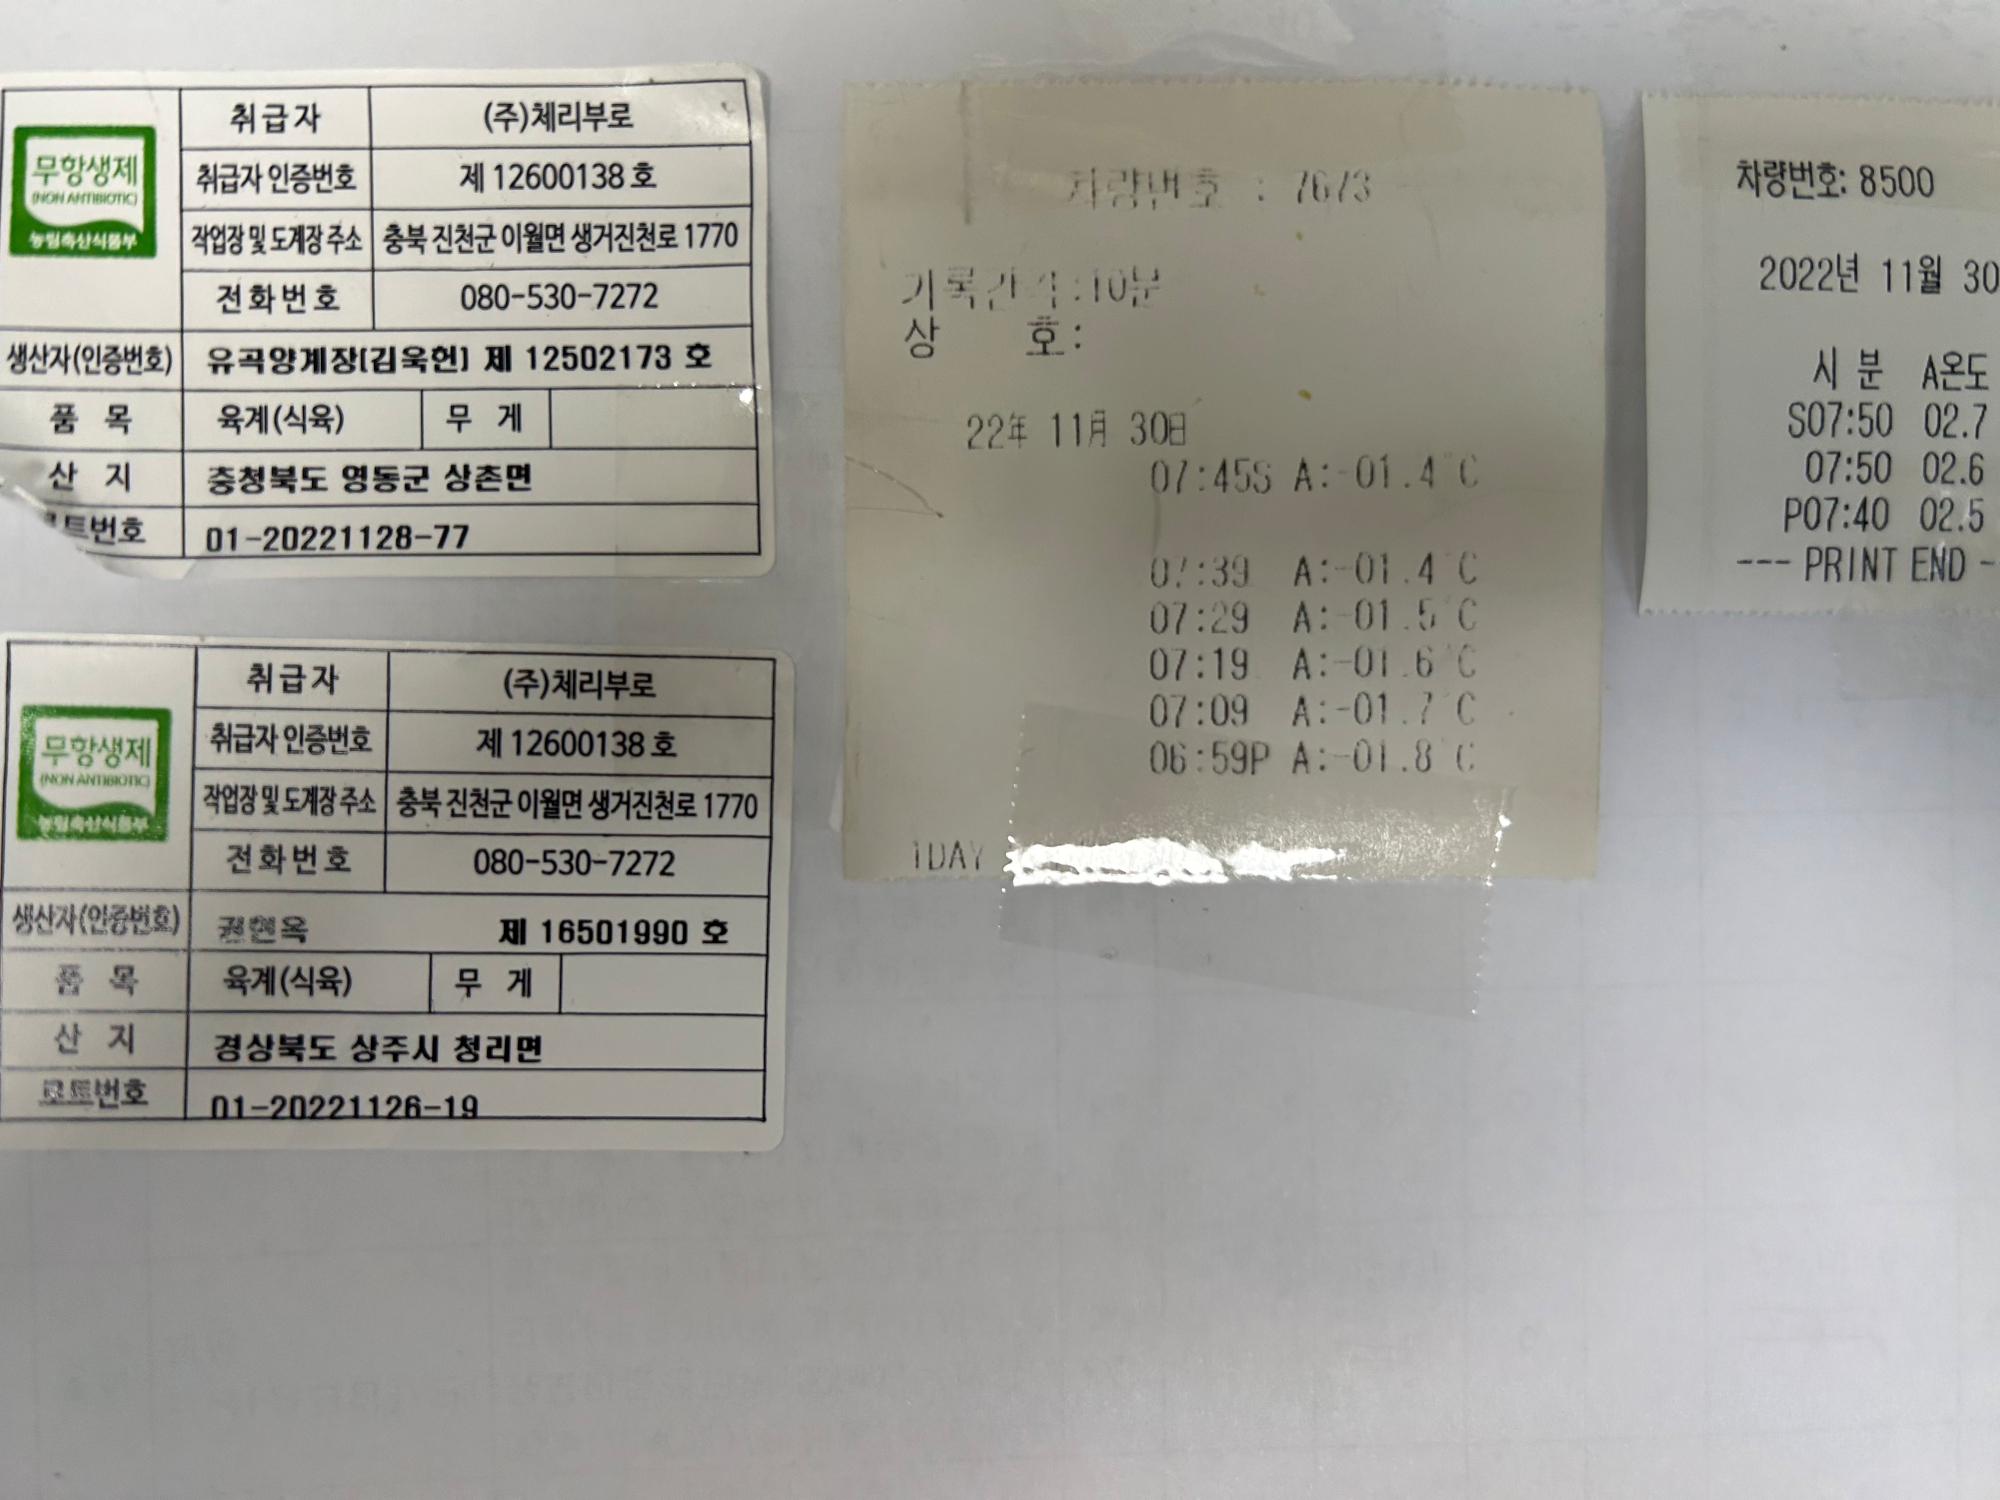 무항생제
(NON ANTIBIOTIC)
농림축산식품부
취급자 (주)체리부로
취급자 인증번호 제 12600138 호
작업장 및 도계장 주소 충북 진천군 이월면 생거진천로 1770
전화번호 080-530-7272
생산자(인증번호) 유곡양계장(김욱헌) 제 12502173 호
품 목 육계(식육) 무 게
산 지 충청북도 영동군 상촌면
로트번호 01-20221128-77
무항생제
(NON ANTIBIOTIC)
농림축산식품부
취급자 (주)체리부로
취급자 인증번호 제 12600138 호
작업장 및 도계장 주소 충북 진천군 이월면 생거진천로 1770
전화번호 080-530-7272
생산자(인증번호) 권현옥 제 16501990 호
품 목 육계(식육) 무 게
산 지 경상북도 상주시 청리면
로트번호 01-20221126-19
차량번호 : 7673
기록간격:10분
상 호:
22年 11月 30日
07:45S A:-01.4°C
07:39 A:-01.4°C
07:29 A:-01.5°C
07:19 A:-01.6°C
07:09 A:-01.7°C
06:59P A:-01.8°C
1DAY
차량번호: 8500
2022년 11월 30
시 분 A온도
S07:50 02.7
07:50 02.6
P07:40 02.5
--- PRINT END -